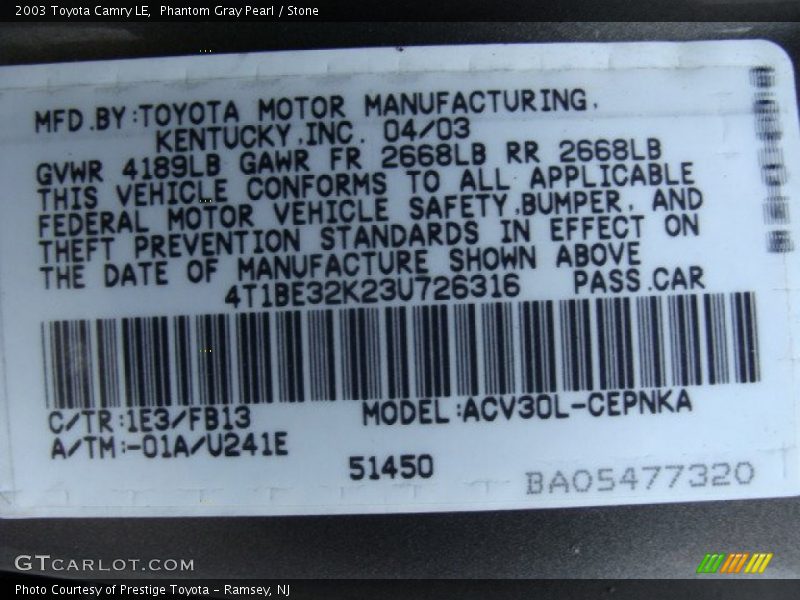 2003 Toyota Camry LE,  Phantom Gray Pearl / Stone
MFD.BY:TOYOTA MOTOR MANUFACTURING,
KENTUCKY,INC. 04/03
GVWR 4189LB GAWR FR 2668LB RR 2668LB
THIS VEHICLE CONFORMS TO ALL APPLICABLE
FEDERAL MOTOR VEHICLE SAFETY,BUMPER, AND
THEFT PREVENTION STANDARDS IN EFFECT ON
THE DATE OF MANUFACTURE SHOWN ABOVE
4T1BE32K23U726316 PASS.CAR
C/TR:1E3/FB13 MODEL:ACV30L-CEPNKA
A/TM:-01A/U241E
51450 BA05477320
GTCARLOT.COM
Photo Courtesy of Prestige Toyota – Ramsey, NJ